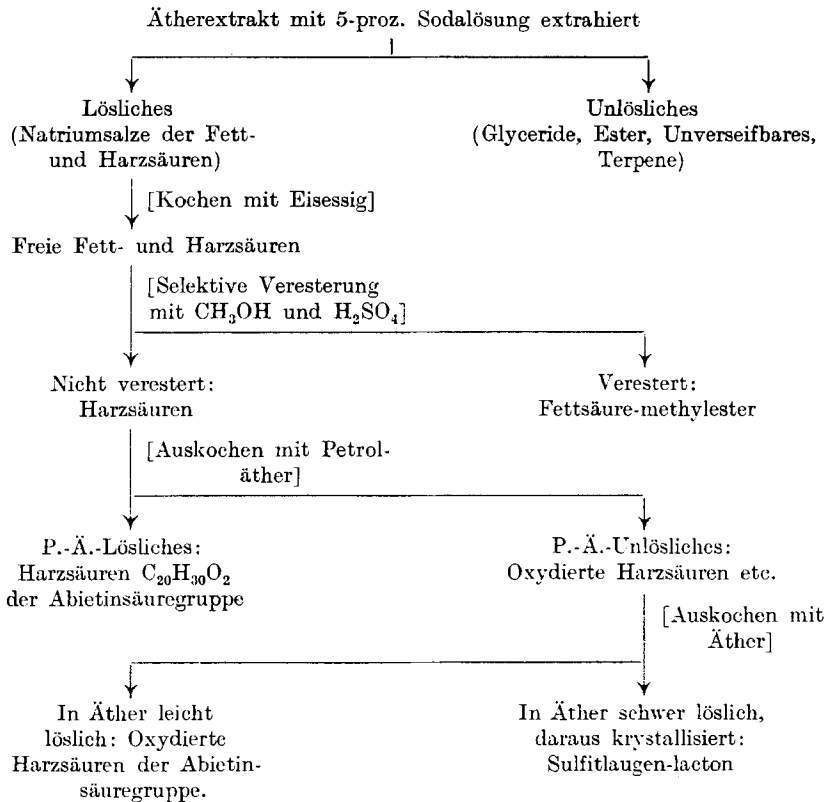 Ätherextrakt mit 5-proz. Sodalösung extrahiert
Lösliches
(Natriumsalze der Fett-
und Harzsäuren)
Unlösliches
(Glyceride, Ester, Unverseifbares,
Terpene)
[Kochen mit Eisessig]
Freie Fett- und Harzsäuren
[Selektive Veresterung
mit CH₃OH und H₂SO₄]
Nicht verestert:
Harzsäuren
Verestert:
Fettsäure-methylester
[Auskochen mit Petrol-
äther]
P.-Ä.-Lösliches:
Harzsäuren C₂₀H₃₀O₂
der Abietinsäuregruppe
P.-Ä.-Unlösliches:
Oxydierte Harzsäuren etc.
[Auskochen mit
Äther]
In Äther leicht
löslich: Oxydierte
Harzsäuren der Abietin-
säuregruppe.
In Äther schwer löslich,
daraus krystallisiert:
Sulfitlaugen-lacton